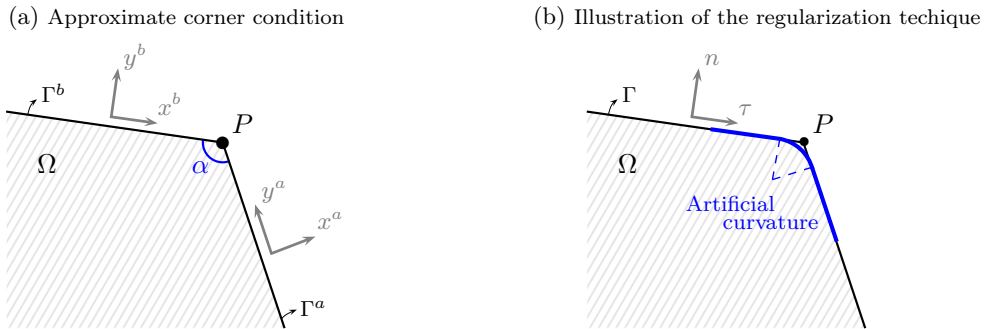 (a) Approximate corner condition
y^b
Γ^b
x^b
P
Ω
α
y^a
x^a
Γ^a
(b) Illustration of the regularization techique
n
Γ
τ
P
Ω
Artificial
curvature